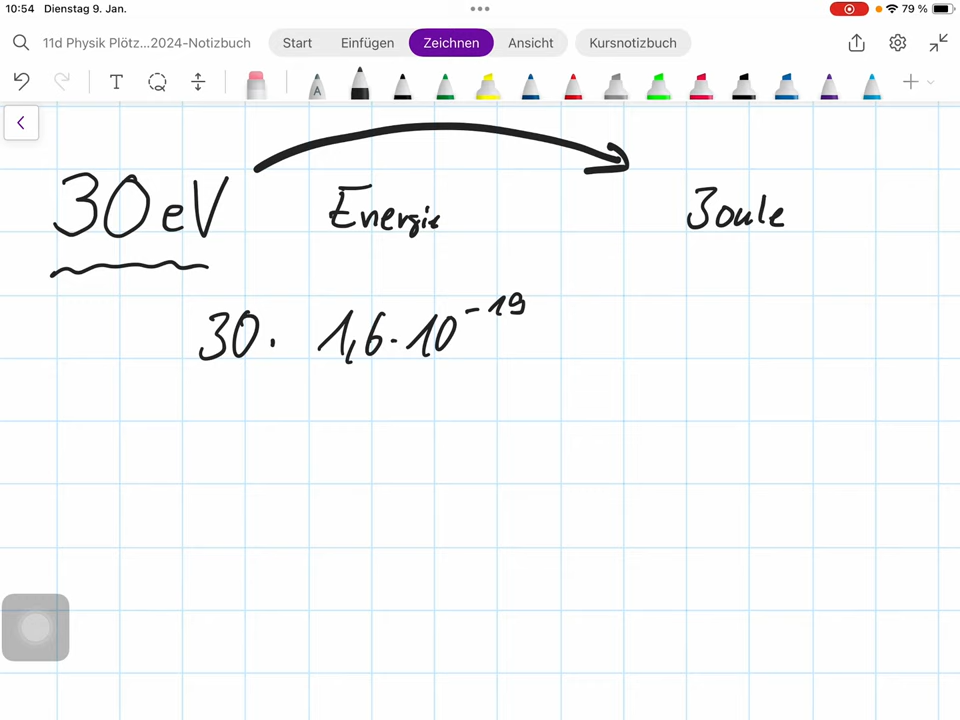 10:54 Dienstag 9. Jan. 79 %
11d Physik Plötz...2024-Notizbuch Start Einfügen Zeichnen Ansicht Kursnotizbuch
T A
30 eV Energie Joule
30 · 1,6 · 10⁻¹⁹